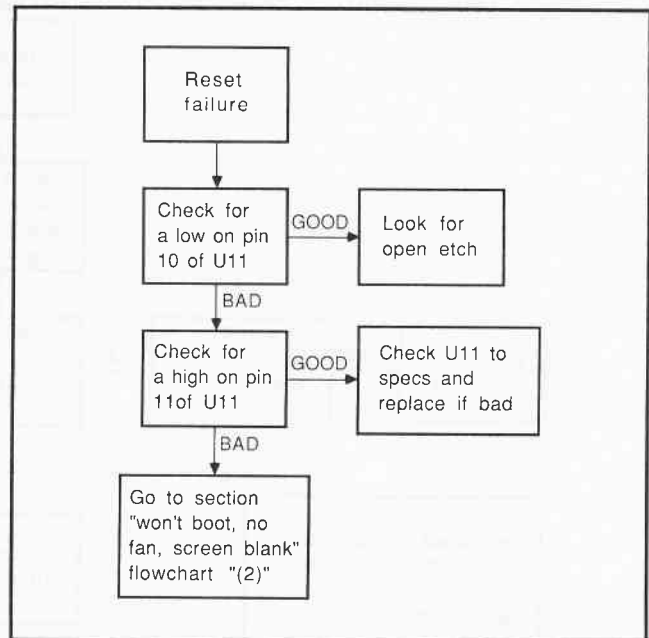 Reset
failure
Check for
a low on pin
10 of U11
GOOD
Look for
open etch
BAD
Check for
a high on pin
11of U11
GOOD
Check U11 to
specs and
replace if bad
BAD
Go to section
"won't boot, no
fan, screen blank"
flowchart "(2)"